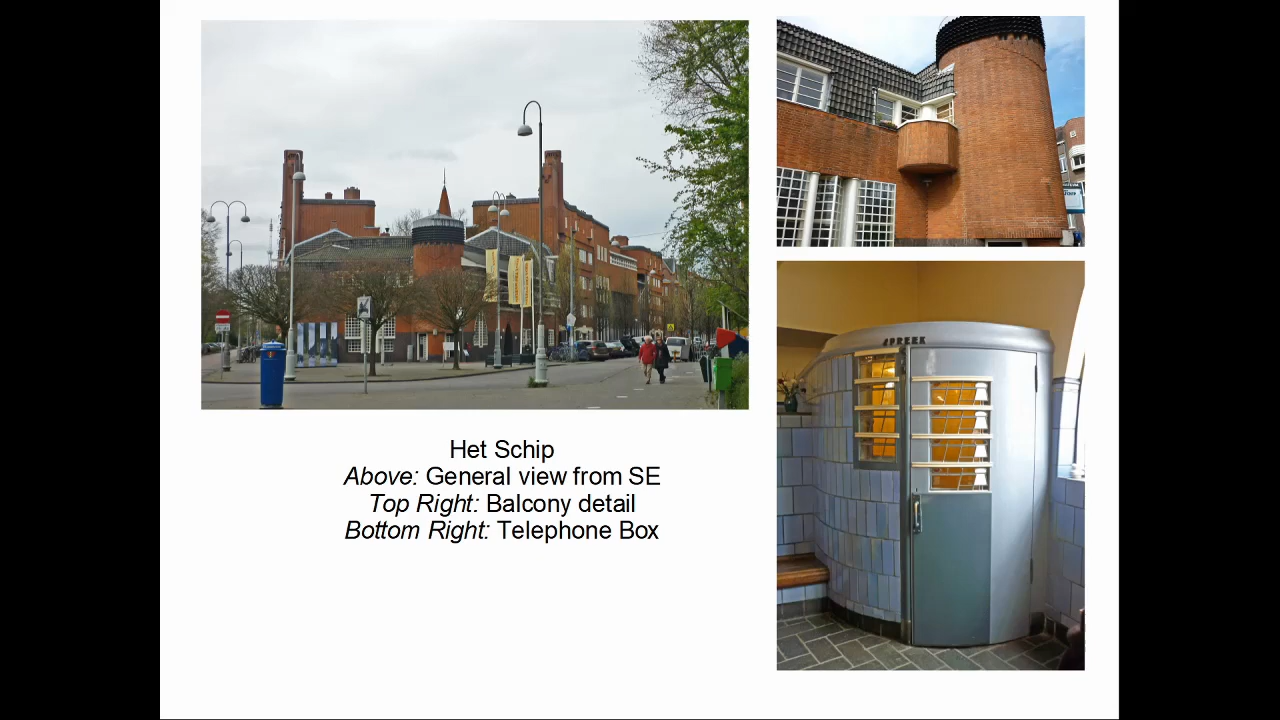 Het Schip
Above: General view from SE
Top Right: Balcony detail
Bottom Right: Telephone Box
SPREEK